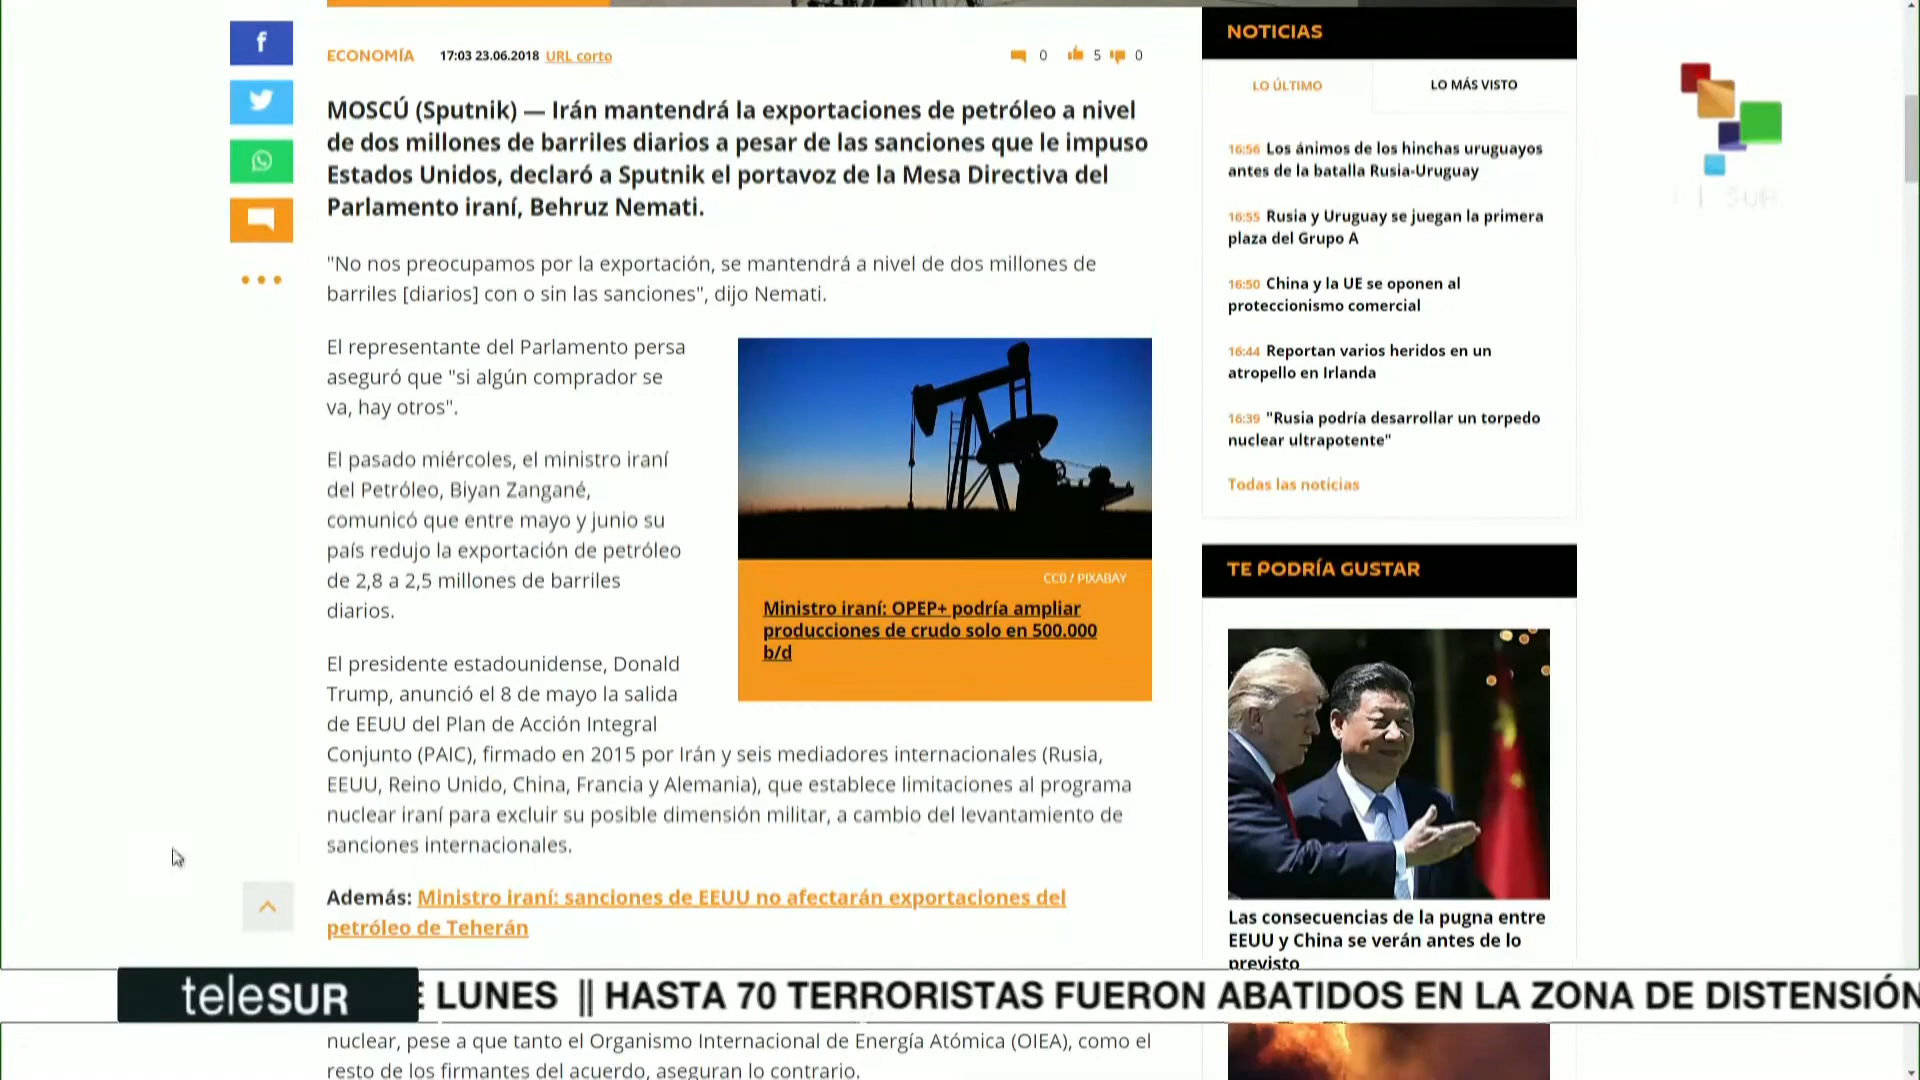 ECONOMÍA 17:03 23.06.2018 URL corto
0 5 0
MOSCÚ (Sputnik) — Irán mantendrá la exportaciones de petróleo a nivel
de dos millones de barriles diarios a pesar de las sanciones que le impuso
Estados Unidos, declaró a Sputnik el portavoz de la Mesa Directiva del
Parlamento iraní, Behruz Nemati.
"No nos preocupamos por la exportación, se mantendrá a nivel de dos millones de
barriles [diarios] con o sin las sanciones", dijo Nemati.
El representante del Parlamento persa
aseguró que "si algún comprador se
va, hay otros".
El pasado miércoles, el ministro iraní
del Petróleo, Biyan Zangané,
comunicó que entre mayo y junio su
país redujo la exportación de petróleo
de 2,8 a 2,5 millones de barriles
diarios.
CC0 / PIXABAY
Ministro iraní: OPEP+ podría ampliar
producciones de crudo solo en 500.000
b/d
El presidente estadounidense, Donald
Trump, anunció el 8 de mayo la salida
de EEUU del Plan de Acción Integral
Conjunto (PAIC), firmado en 2015 por Irán y seis mediadores internacionales (Rusia,
EEUU, Reino Unido, China, Francia y Alemania), que establece limitaciones al programa
nuclear iraní para excluir su posible dimensión militar, a cambio del levantamiento de
sanciones internacionales.
Además: Ministro iraní: sanciones de EEUU no afectarán exportaciones del
petróleo de Teherán
nuclear, pese a que tanto el Organismo Internacional de Energía Atómica (OIEA), como el
resto de los firmantes del acuerdo, aseguran lo contrario.
NOTICIAS
LO ÚLTIMO LO MÁS VISTO
16:56 Los ánimos de los hinchas uruguayos
antes de la batalla Rusia-Uruguay
16:55 Rusia y Uruguay se juegan la primera
plaza del Grupo A
16:50 China y la UE se oponen al
proteccionismo comercial
16:44 Reportan varios heridos en un
atropello en Irlanda
16:39 "Rusia podría desarrollar un torpedo
nuclear ultrapotente"
Todas las noticias
TE PODRÍA GUSTAR
Las consecuencias de la pugna entre
EEUU y China se verán antes de lo
previsto
SUR
teleSUR
E LUNES || HASTA 70 TERRORISTAS FUERON ABATIDOS EN LA ZONA DE DISTENSIÓN